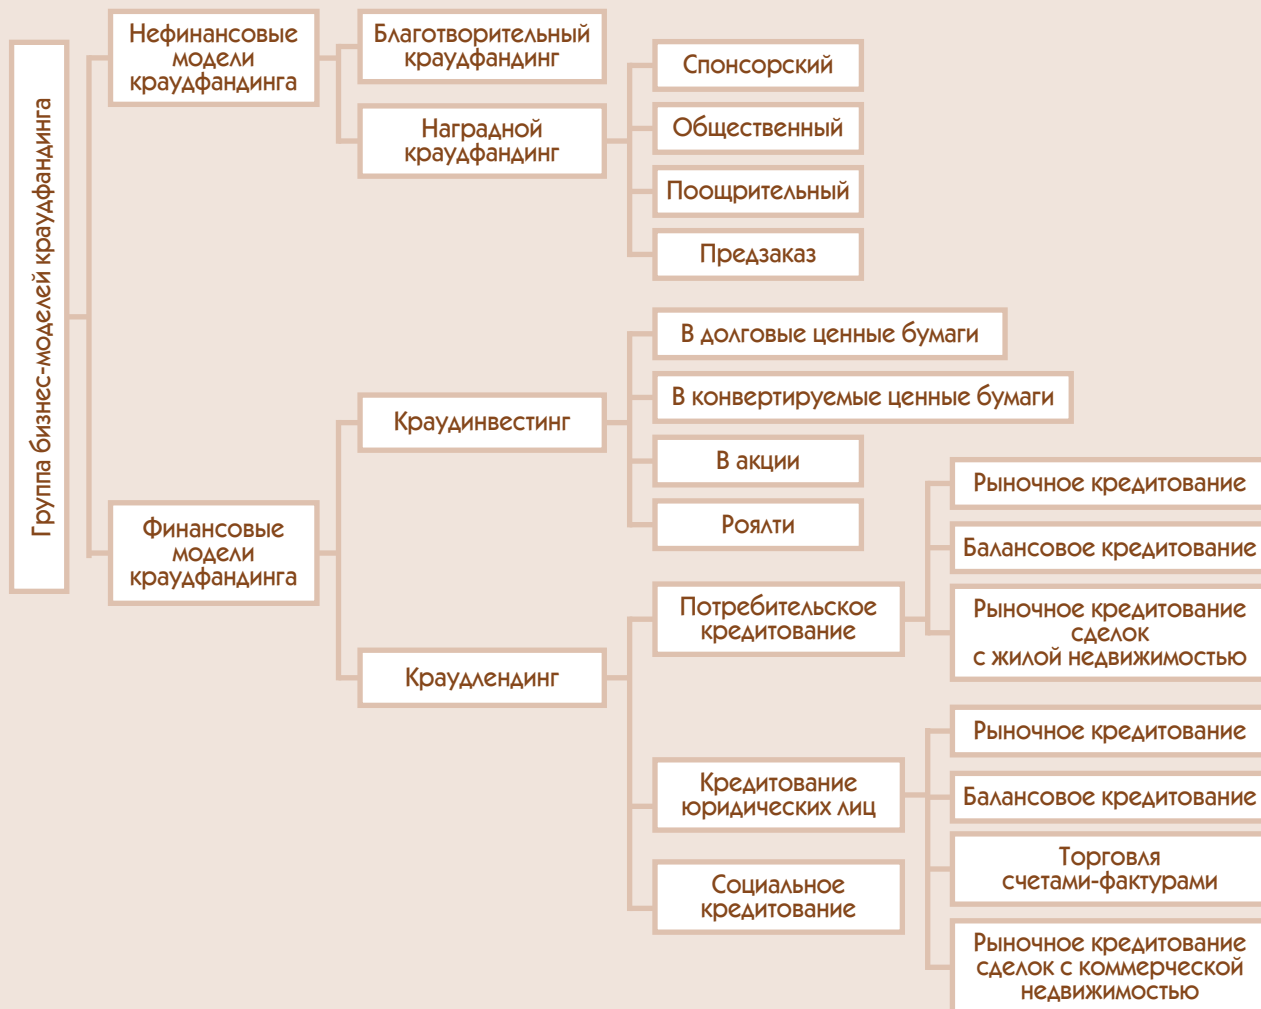 Группа бизнес-моделей краудфандинга
Нефинансовые
модели
краудфандинга
Благотворительный
краудфандинг
Наградной
краудфандинг
Спонсорский
Общественный
Поощрительный
Предзаказ
Финансовые
модели
краудфандинга
Краудинвестинг
В долговые ценные бумаги
В конвертируемые ценные бумаги
В акции
Роялти
Краудлендинг
Потребительское
кредитование
Рыночное кредитование
Балансовое кредитование
Рыночное кредитование
сделок
с жилой недвижимостью
Кредитование
юридических лиц
Рыночное кредитование
Балансовое кредитование
Торговля
счетами-фактурами
Рыночное кредитование
сделок с коммерческой
недвижимостью
Социальное
кредитование